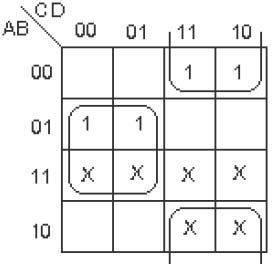 CD
AB 00 01 11 10
00 1 1
01 1 1
11 X X X X
10 X X